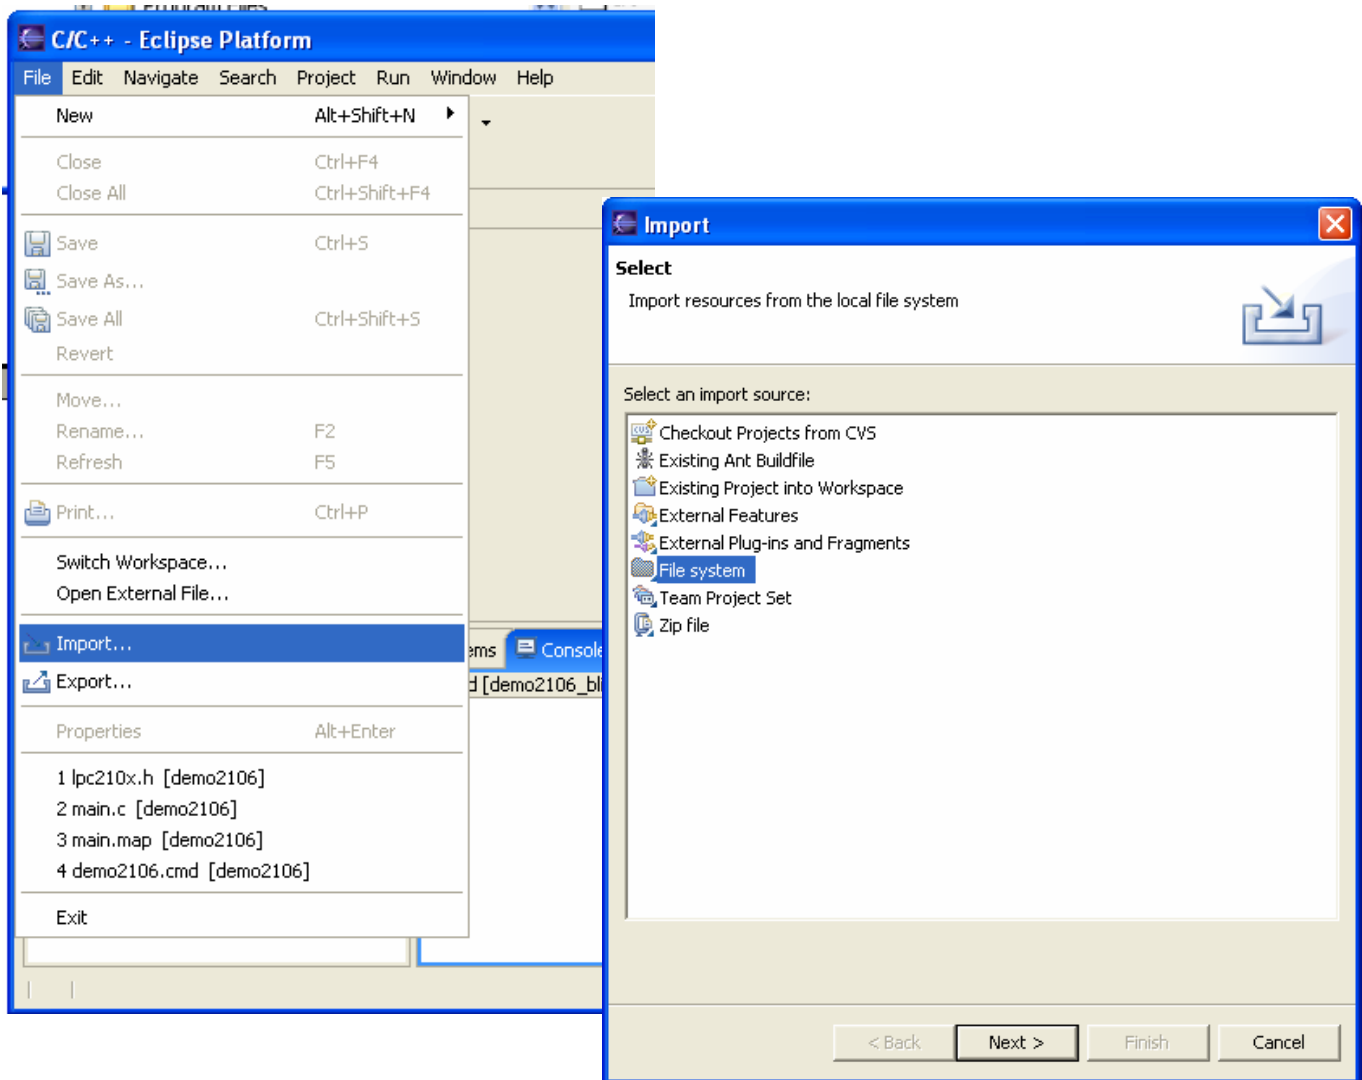 Program Files
C/C++ - Eclipse Platform
File Edit Navigate Search Project Run Window Help
New Alt+Shift+N
Close Ctrl+F4
Close All Ctrl+Shift+F4
Save Ctrl+S
Save As...
Save All Ctrl+Shift+S
Revert
Move...
Rename... F2
Refresh F5
Print... Ctrl+P
Switch Workspace...
Open External File...
Import...
Export...
Properties Alt+Enter
1 lpc210x.h [demo2106]
2 main.c [demo2106]
3 main.map [demo2106]
4 demo2106.cmd [demo2106]
Exit
ems Console
d [demo2106_bli
Import
Select
Import resources from the local file system
Select an import source:
CVS Checkout Projects from CVS
Existing Ant Buildfile
Existing Project into Workspace
External Features
External Plug-ins and Fragments
File system
Team Project Set
Zip file
< Back Next > Finish Cancel